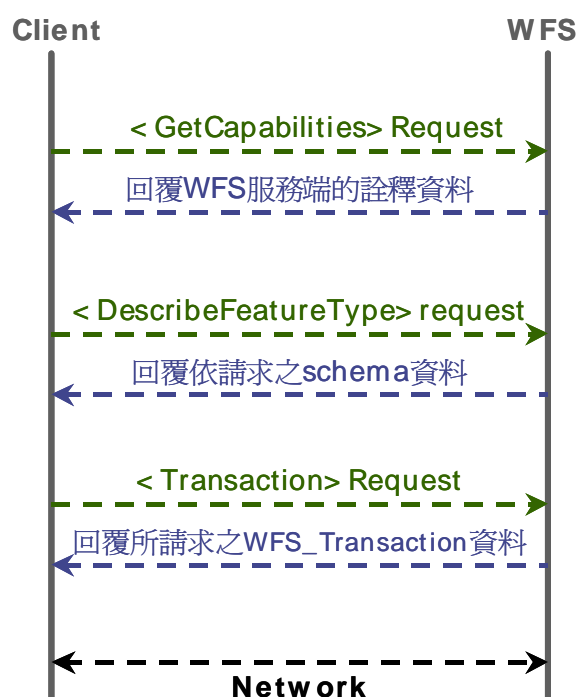 Client
WFS
< GetCapabilities> Request
回覆WFS服務端的詮釋資料
< DescribeFeatureType> request
回覆依請求之schema資料
< Transaction> Request
回覆所請求之WFS_Transaction資料
Network